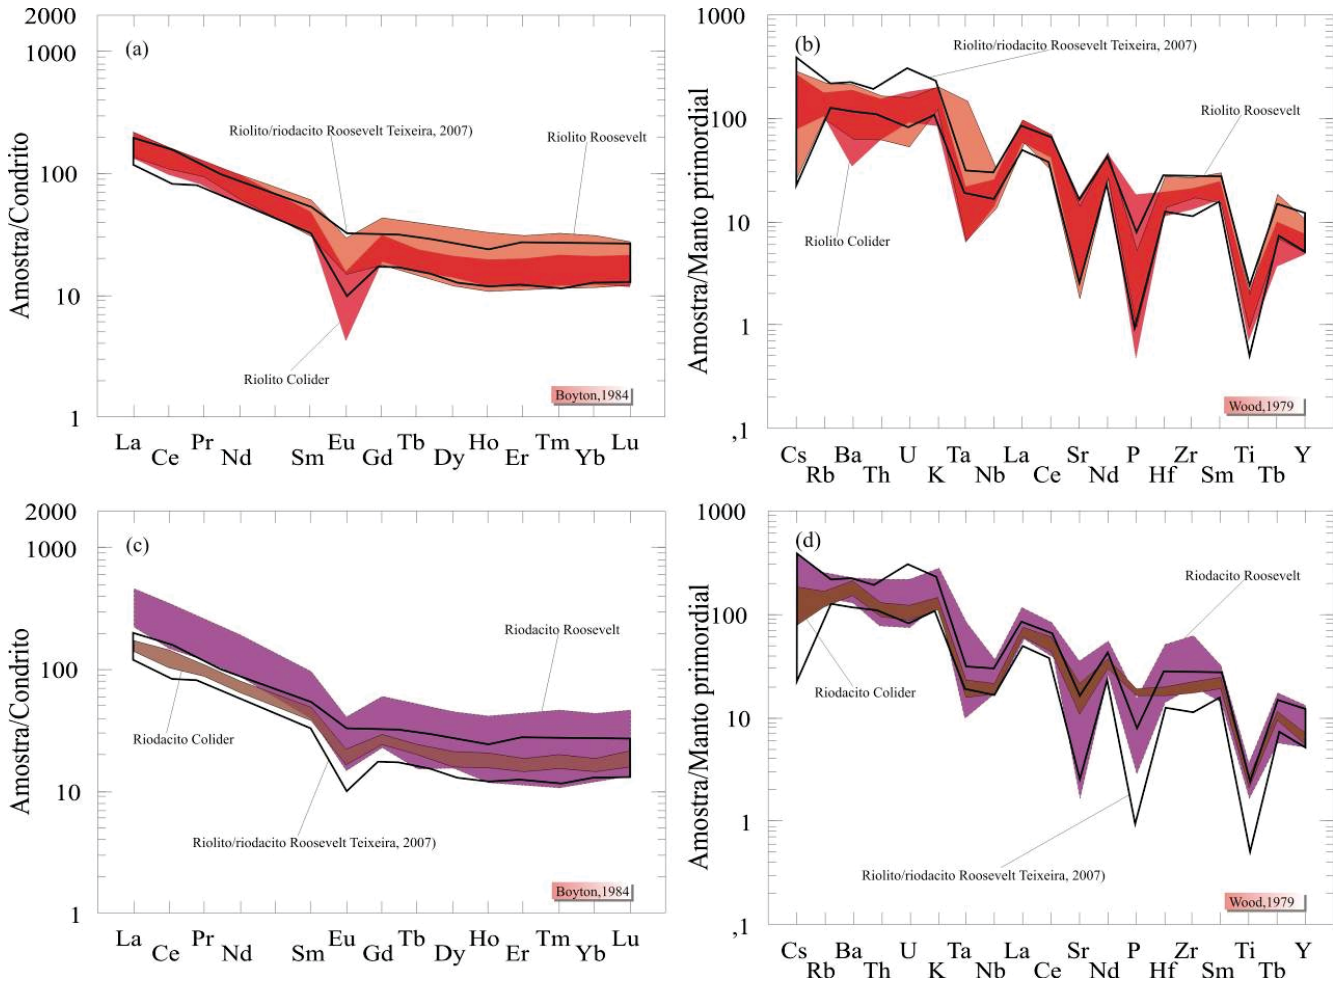 (a)
2000
1000
100
10
1
Amostra/Condrito
Riolito/riodacito Roosevelt Teixeira, 2007)
Riolito Roosevelt
Riolito Colider
Boyton,1984
La Pr Eu Tb Ho Tm Lu
Ce Nd Sm Gd Dy Er Yb
(b)
1000
100
10
1
,1
Amostra/Manto primordial
Riolito/riodacito Roosevelt Teixeira, 2007)
Riolito Roosevelt
Riolito Colider
Wood,1979
Cs Ba U Ta La Sr P Zr Ti Y
Rb Th K Nb Ce Nd Hf Sm Tb
(c)
2000
1000
100
10
1
Amostra/Condrito
Riodacito Roosevelt
Riodacito Colider
Riolito/riodacito Roosevelt Teixeira, 2007)
Boyton,1984
La Pr Eu Tb Ho Tm Lu
Ce Nd Sm Gd Dy Er Yb
(d)
1000
100
10
1
,1
Amostra/Manto primordial
Riodacito Roosevelt
Riodacito Colider
Riolito/riodacito Roosevelt Teixeira, 2007)
Wood,1979
Cs Ba U Ta La Sr P Zr Ti Y
Rb Th K Nb Ce Nd Hf Sm Tb